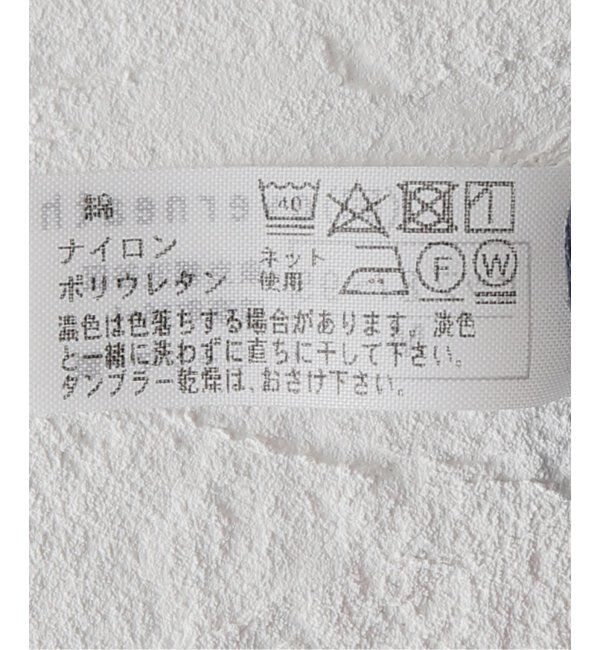 綿
40
ナイロン
ネット
ポリウレタン
使用
F
W
濃色は色落ちする場合があります。淡色
と一緒に洗わずに直ちに干して下さい。
タンブラー乾燥は、おさけ下さい。